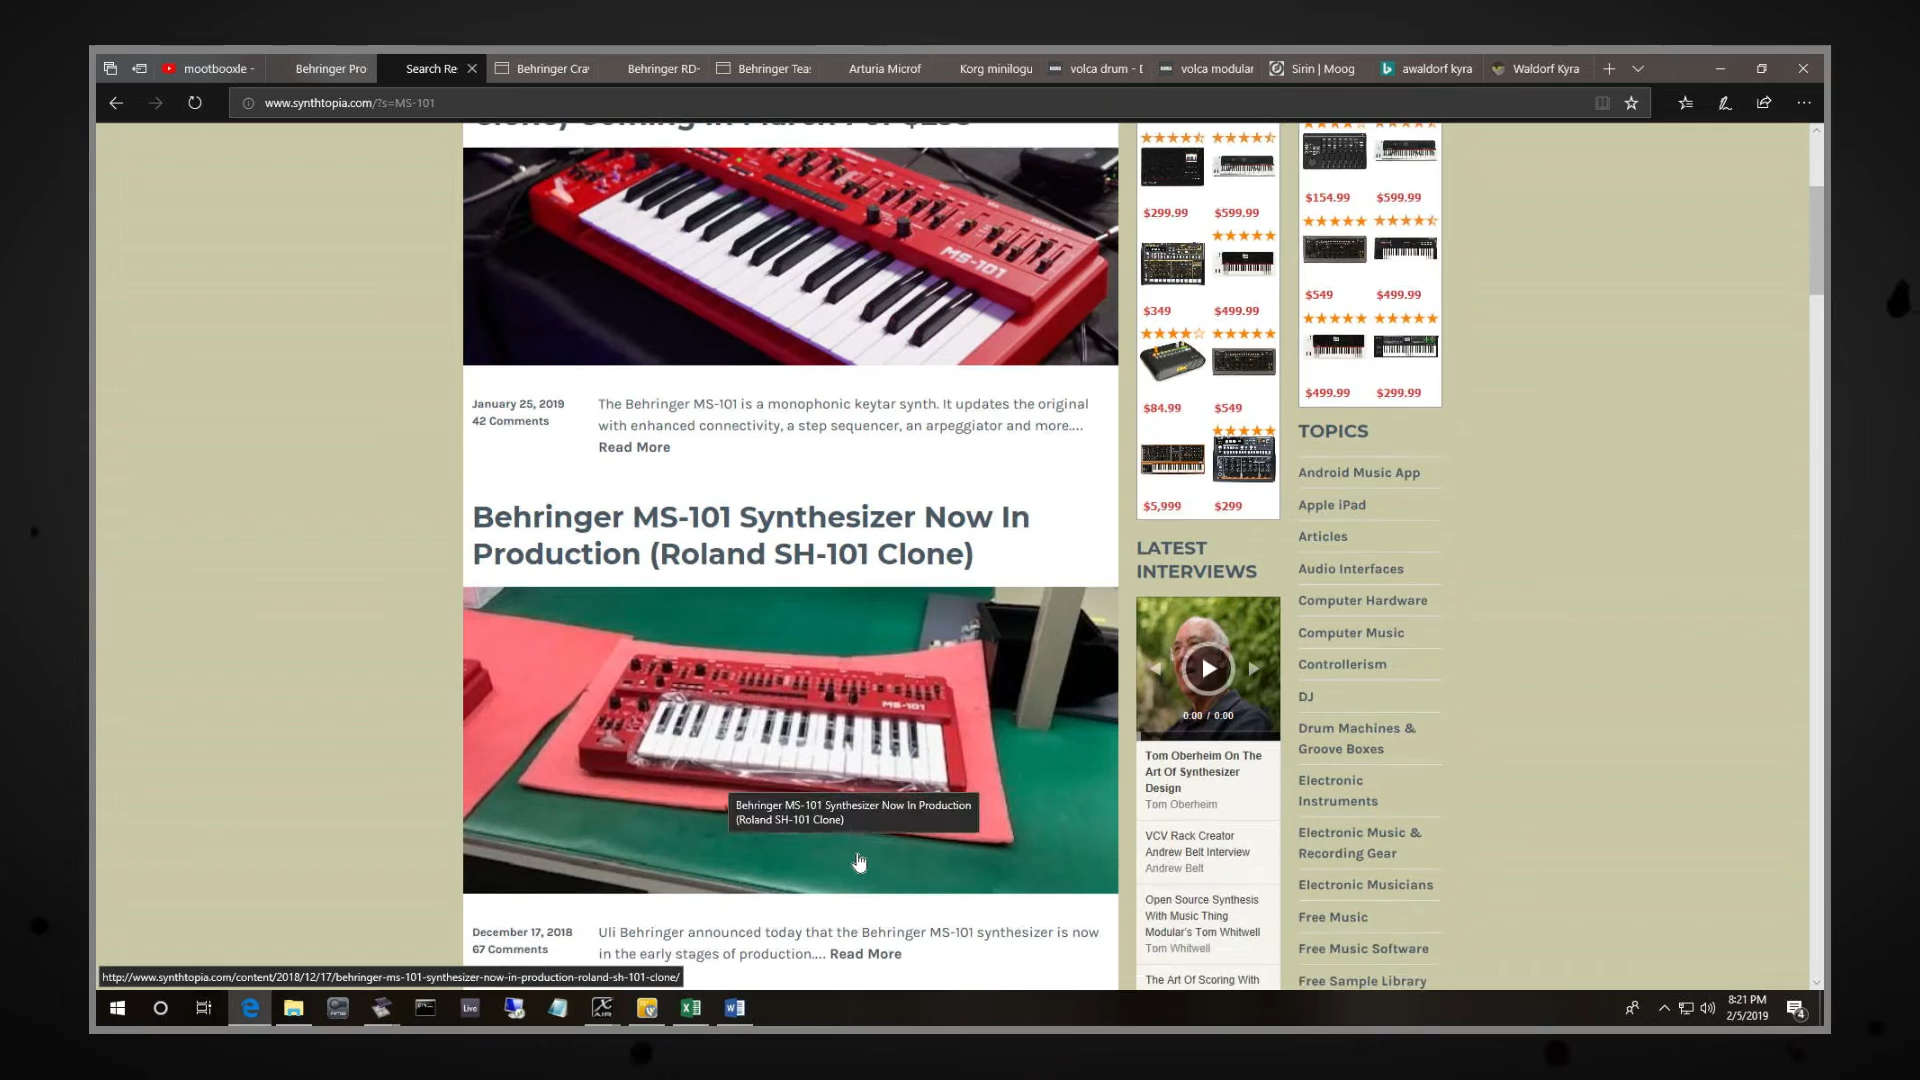 mootbooxle -
Behringer Pro
Search Re
Behringer Cra
Behringer RD-
Behringer Teas
Arturia Microf
Korg minilogu
volca drum - D
volca modular
Sirin | Moog
awaldorf kyra
Waldorf Kyra
www.synthtopia.com/?s=MS-101
Clone, Coming In March For
MS-101
January 25, 2019
42 Comments
The Behringer MS-101 is a monophonic keytar synth. It updates the original
with enhanced connectivity, a step sequencer, an arpeggiator and more....
Read More
Behringer MS-101 Synthesizer Now In
Production (Roland SH-101 Clone)
MS-101
Behringer MS-101 Synthesizer Now In Production
(Roland SH-101 Clone)
December 17, 2018
67 Comments
Uli Behringer announced today that the Behringer MS-101 synthesizer is now
in the early stages of production.... Read More
$299.99 $599.99
$349 $499.99
$84.99 $549
$5,999 $299
LATEST
INTERVIEWS
0:00 / 0:00
Tom Oberheim On The
Art Of Synthesizer
Design
Tom Oberheim
VCV Rack Creator
Andrew Belt Interview
Andrew Belt
Open Source Synthesis
With Music Thing
Modular's Tom Whitwell
Tom Whitwell
The Art Of Scoring With
$154.99 $599.99
$549 $499.99
$499.99 $299.99
TOPICS
Android Music App
Apple iPad
Articles
Audio Interfaces
Computer Hardware
Computer Music
Controllerism
DJ
Drum Machines &
Groove Boxes
Electronic
Instruments
Electronic Music &
Recording Gear
Electronic Musicians
Free Music
Free Music Software
Free Sample Library
http://www.synthtopia.com/content/2018/12/17/behringer-ms-101-synthesizer-now-in-production-roland-sh-101-clone/
Live
8:21 PM
2/5/2019
4